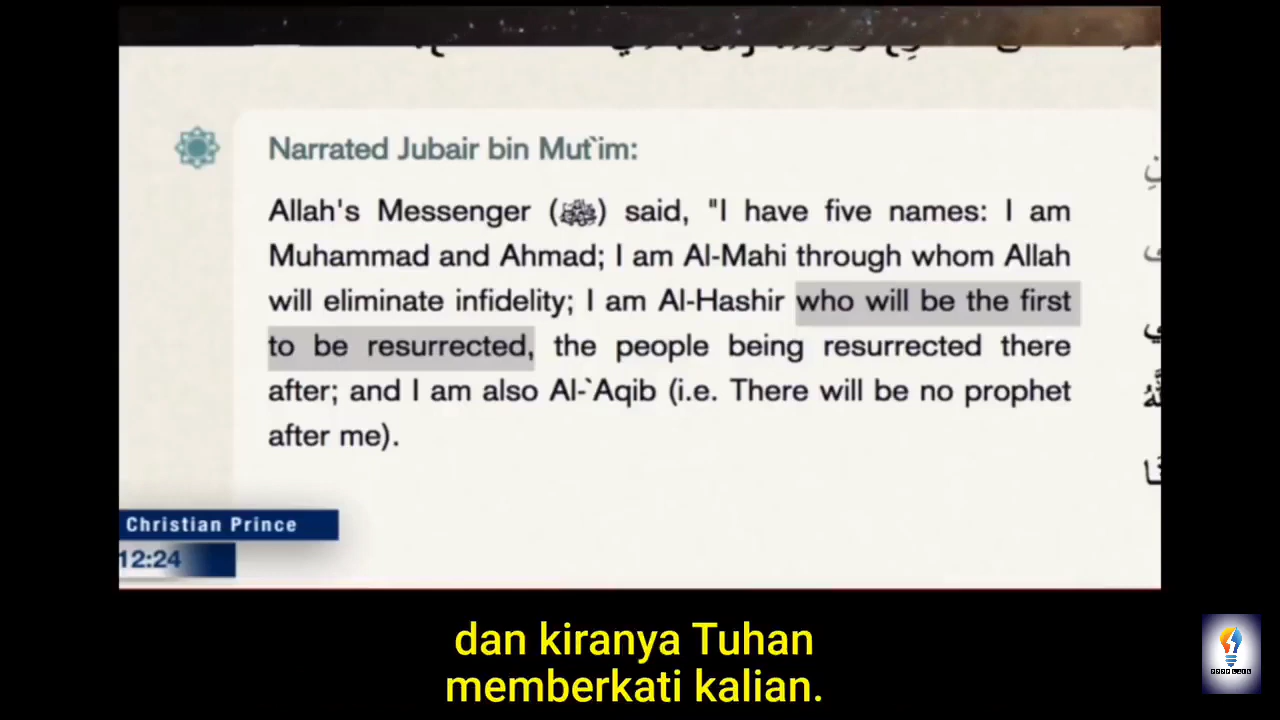 Narrated Jubair bin Mut`im:
Allah's Messenger (ﷺ) said, "I have five names: I am
Muhammad and Ahmad; I am Al-Mahi through whom Allah
will eliminate infidelity; I am Al-Hashir who will be the first
to be resurrected, the people being resurrected there
after; and I am also Al-`Aqib (i.e. There will be no prophet
after me).
Christian Prince
12:24
dan kiranya Tuhan
memberkati kalian.